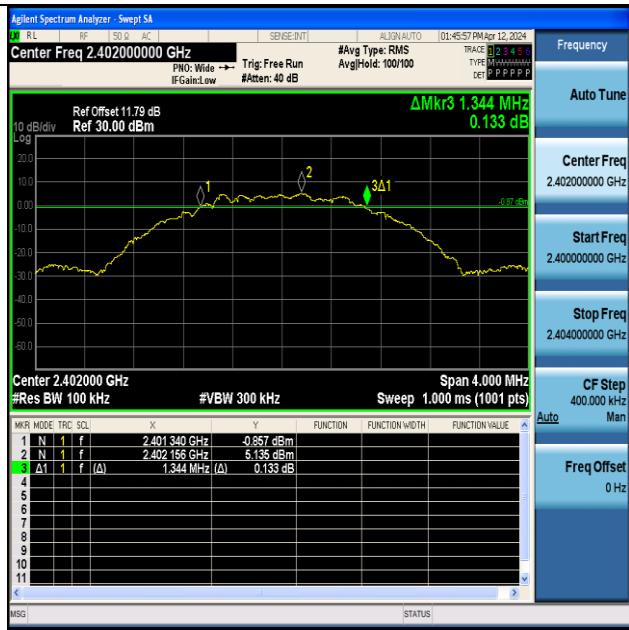 Agilent Spectrum Analyzer - Swept SA
LXI RL RF 50 Ω AC SENSE:INT ALIGN AUTO 01:45:57 PM Apr 12, 2024
Center Freq 2.402000000 GHz #Avg Type: RMS TRACE 1 2 3 4 5 6
PNO: Wide Trig: Free Run Avg|Hold: 100/100 TYPE M
IFGain:Low #Atten: 40 dB DET P P P P P P
ΔMkr3 1.344 MHz
Ref Offset 11.79 dB
10 dB/div Ref 30.00 dBm 0.133 dB
Log
20.0
10.0
0.00
-10.0
-20.0
-30.0
-40.0
-50.0
-60.0
1
2
3Δ1
-0.87 dBm
Center 2.402000 GHz Span 4.000 MHz
#Res BW 100 kHz #VBW 300 kHz Sweep 1.000 ms (1001 pts)
MKR MODE TRC SCL X Y FUNCTION FUNCTION WIDTH FUNCTION VALUE
1 N 1 f 2.401 340 GHz -0.857 dBm
2 N 1 f 2.402 156 GHz 5.135 dBm
3 Δ1 1 f (Δ) 1.344 MHz (Δ) 0.133 dB
4
5
6
7
8
9
10
11
MSG STATUS
Frequency
Auto Tune
Center Freq
2.402000000 GHz
Start Freq
2.400000000 GHz
Stop Freq
2.404000000 GHz
CF Step
400.000 kHz
Auto Man
Freq Offset
0 Hz